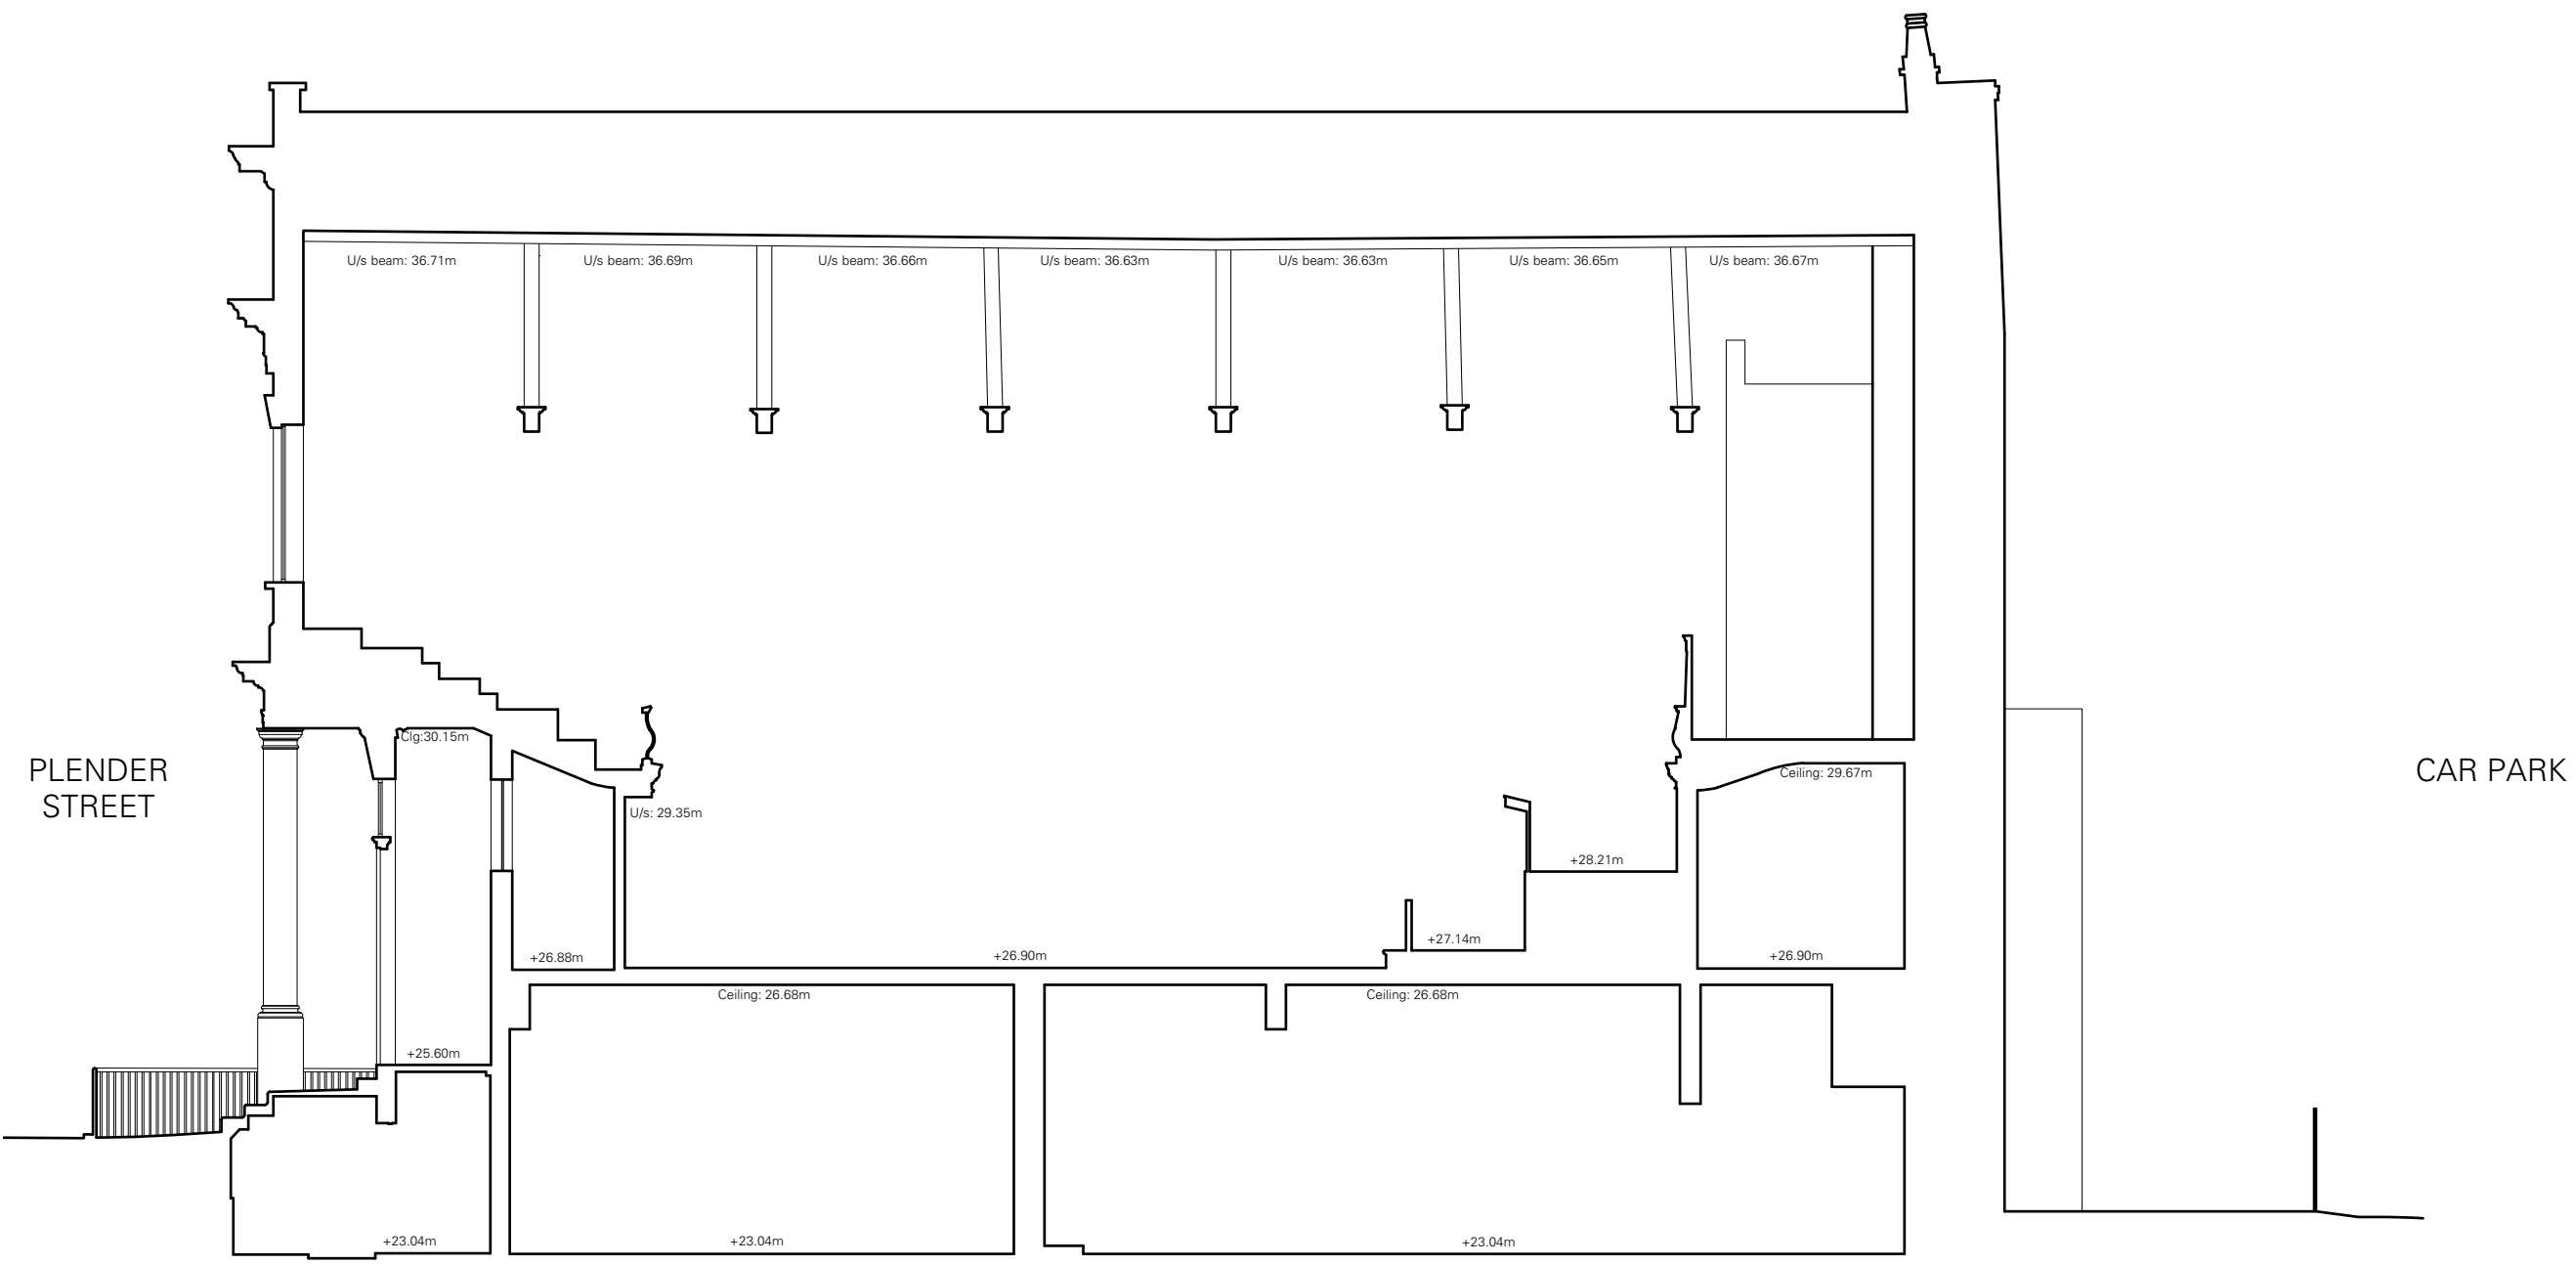 U/s beam: 36.71m
U/s beam: 36.69m
U/s beam: 36.66m
U/s beam: 36.63m
U/s beam: 36.63m
U/s beam: 36.65m
U/s beam: 36.67m
Clg:30.15m
PLENDER
STREET
Ceiling: 29.67m
CAR PARK
U/s: 29.35m
+28.21m
+27.14m
+26.88m
+26.90m
+26.90m
Ceiling: 26.68m
Ceiling: 26.68m
+25.60m
+23.04m
+23.04m
+23.04m